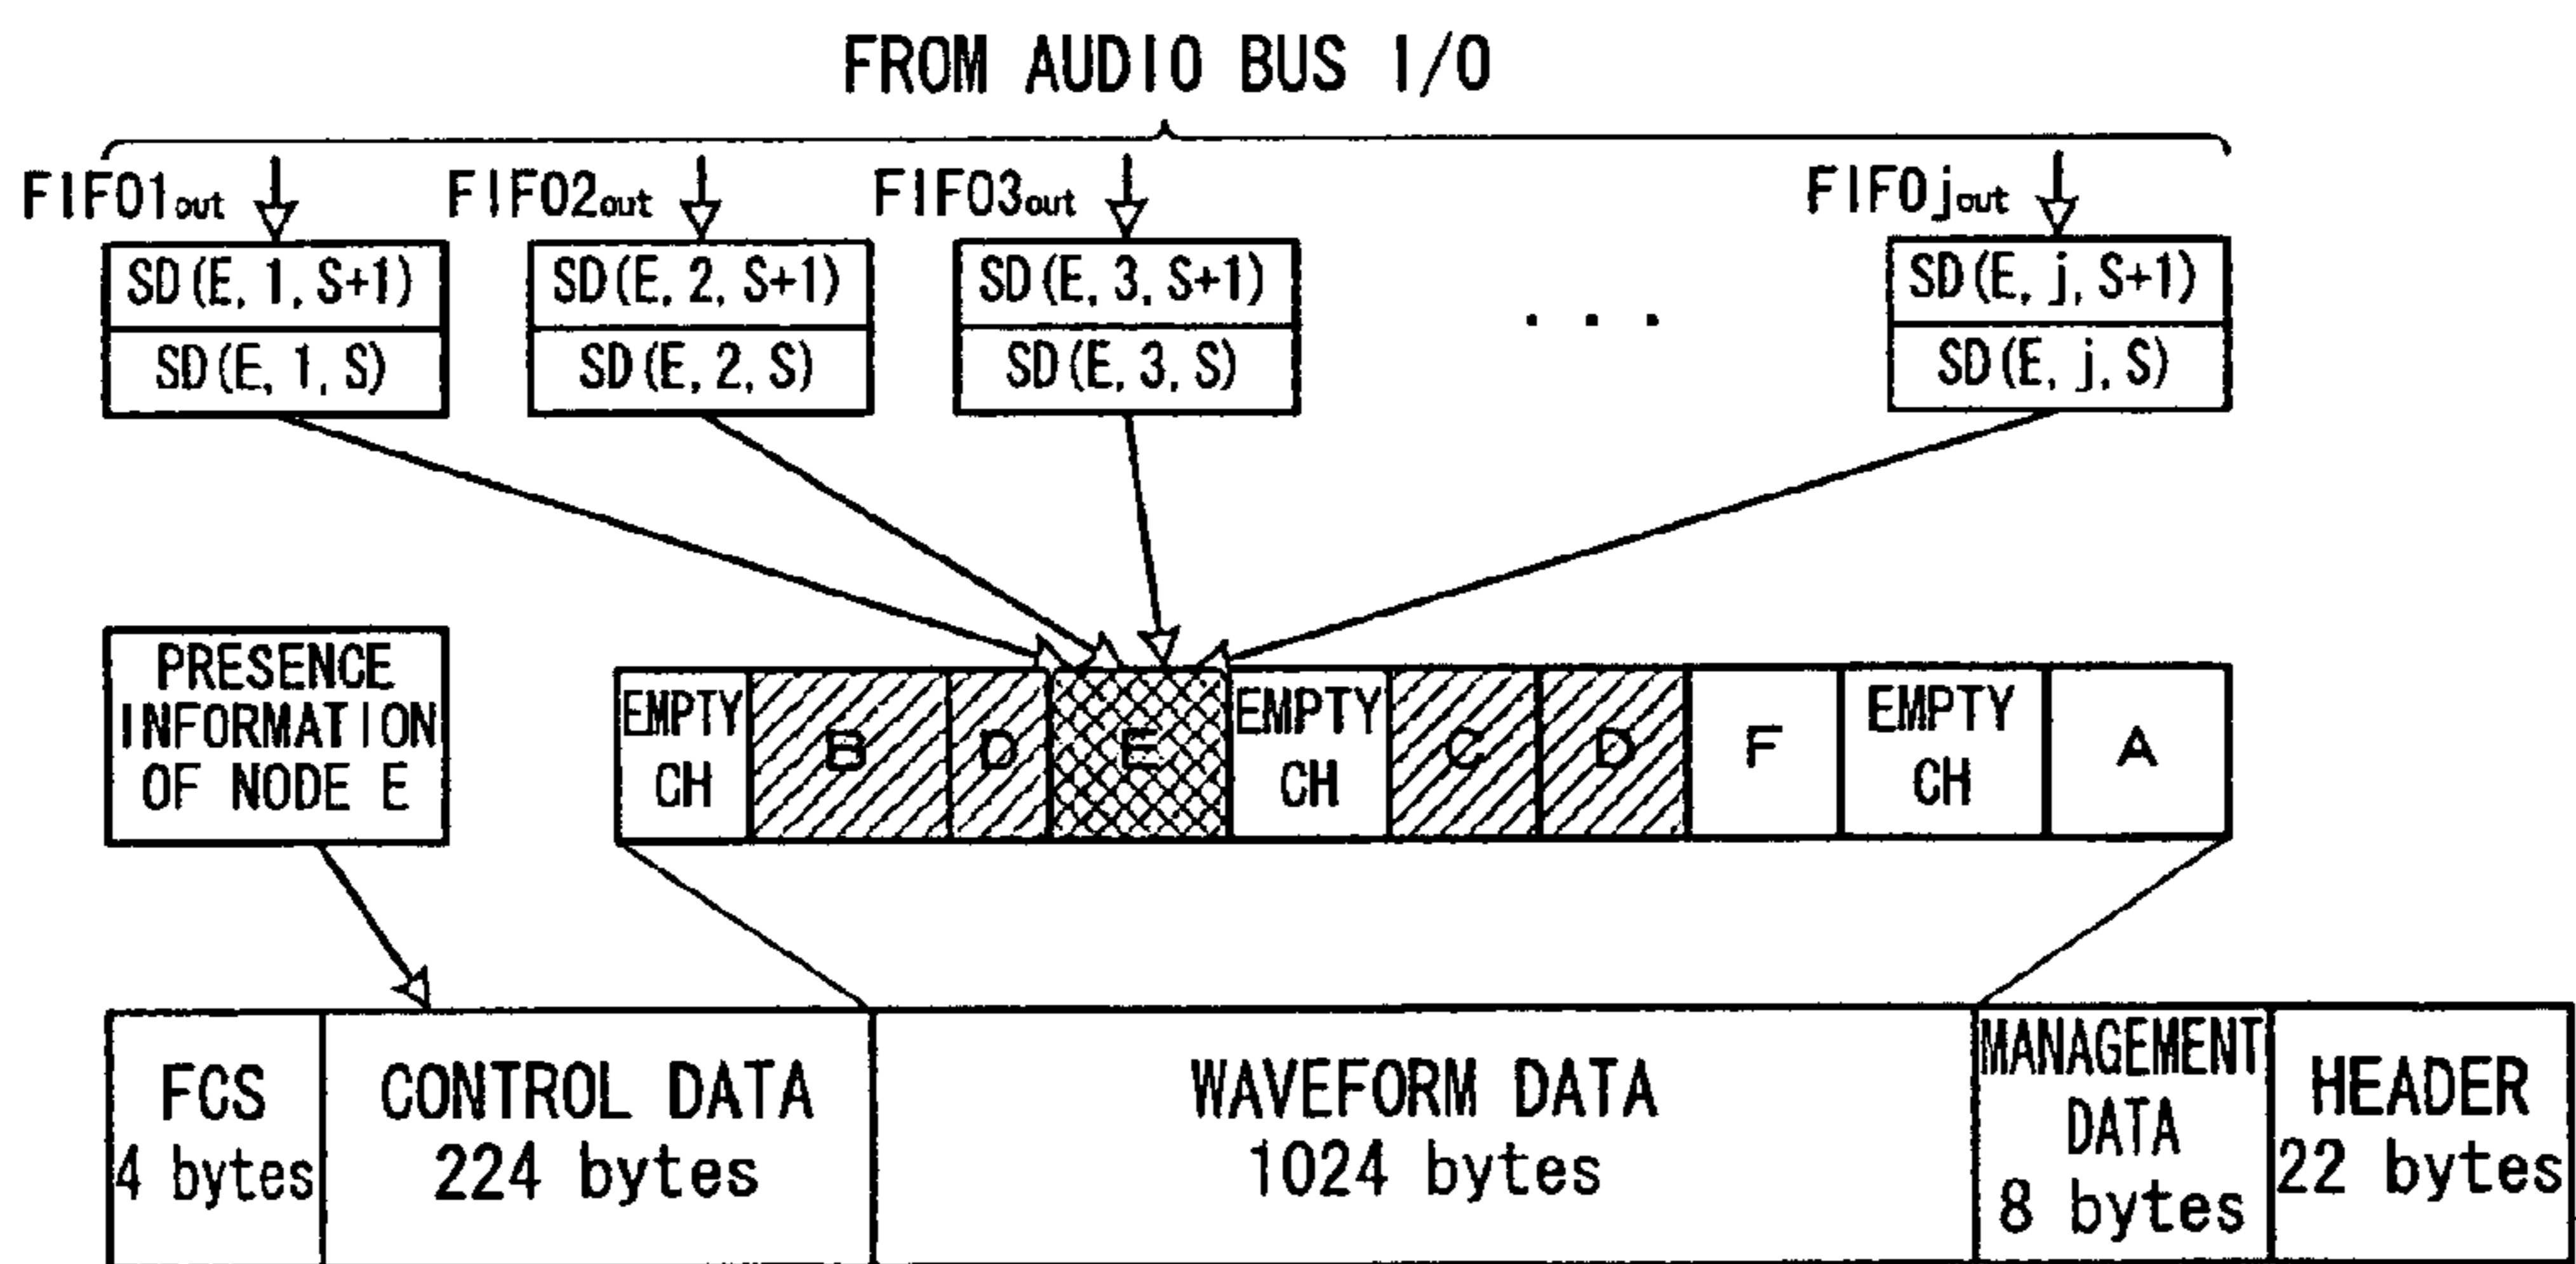 FROM AUDIO BUS I/O
FIFO1out FIFO2out FIFO3out FIFOjout
SD(E, 1, S+1) SD(E, 2, S+1) SD(E, 3, S+1) SD(E, j, S+1)
. . .
SD(E, 1, S) SD(E, 2, S) SD(E, 3, S) SD(E, j, S)
PRESENCE
INFORMATION
OF NODE E
EMPTY
CH
B
D
E
EMPTY
CH
C
D
F
EMPTY
CH
A
FCS
4 bytes
CONTROL DATA
224 bytes
WAVEFORM DATA
1024 bytes
MANAGEMENT
DATA
8 bytes
HEADER
22 bytes